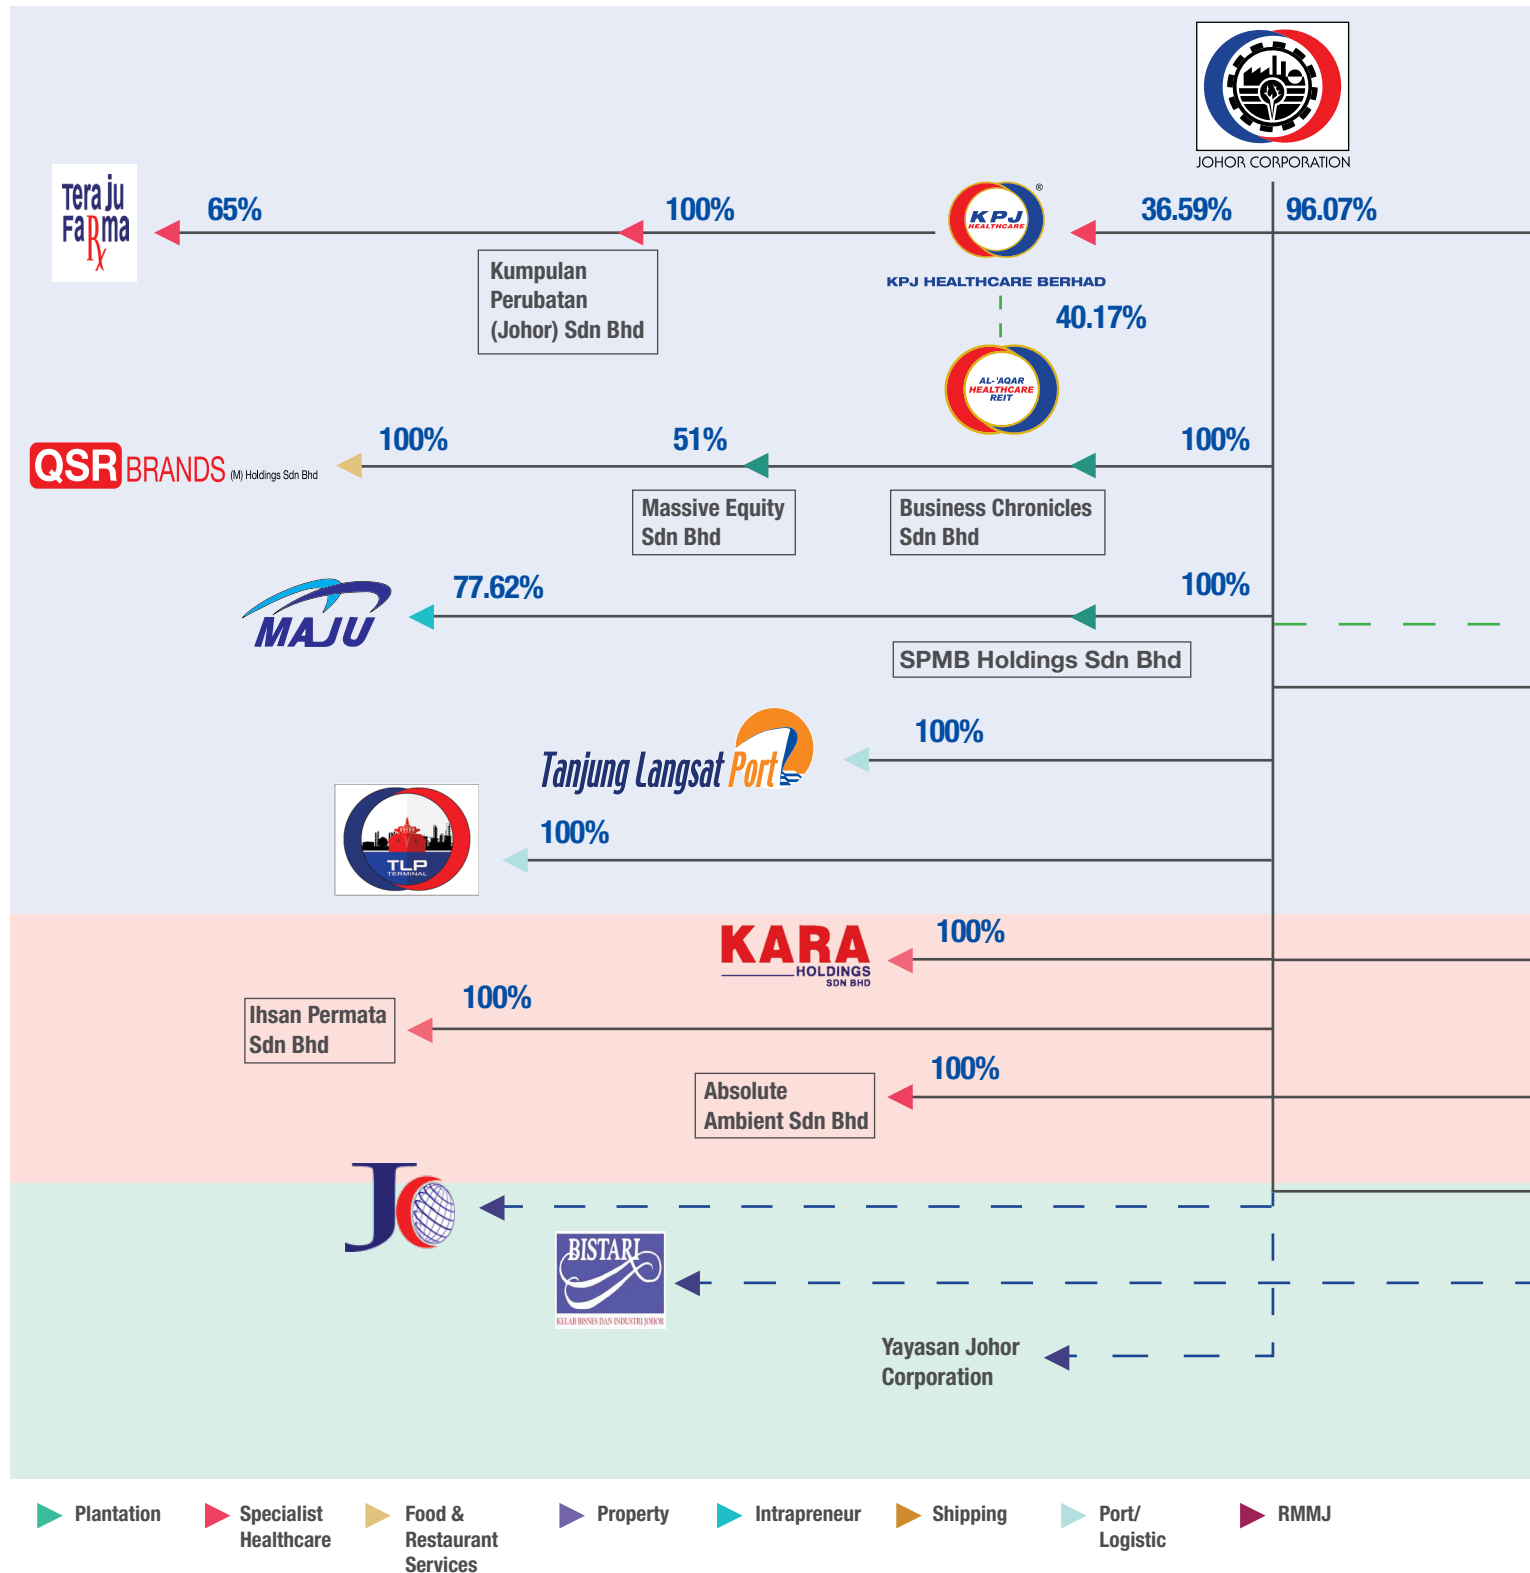 JOHOR CORPORATION
Tera ju
FaRma
x
65%
100%
KPJ
HEALTHCARE
®
36.59%
96.07%
Kumpulan
Perubatan
(Johor) Sdn Bhd
KPJ HEALTHCARE BERHAD
40.17%
AL-'AQAR
HEALTHCARE
REIT
QSR BRANDS (M) Holdings Sdn Bhd
100%
51%
100%
Massive Equity
Sdn Bhd
Business Chronicles
Sdn Bhd
MAJU
77.62%
100%
SPMB Holdings Sdn Bhd
Tanjung Langsat Port
100%
TLP
TERMINAL
100%
KARA
HOLDINGS
SDN BHD
100%
Ihsan Permata
Sdn Bhd
100%
Absolute
Ambient Sdn Bhd
100%
JC
BISTARI
KELAB BISNES DAN INDUSTRI JOHOR
Yayasan Johor
Corporation
Plantation
Specialist
Healthcare
Food &
Restaurant
Services
Property
Intrapreneur
Shipping
Port/
Logistic
RMMJ